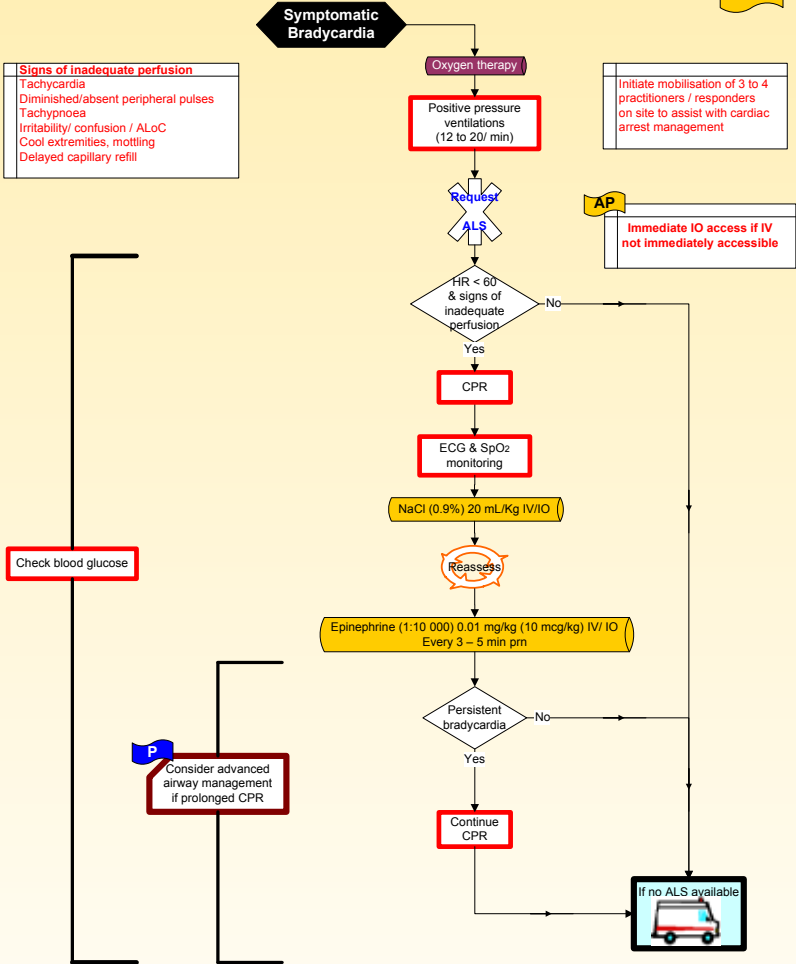 Symptomatic
Bradycardia
Oxygen therapy
Signs of inadequate perfusion
Tachycardia
Diminished/absent peripheral pulses
Tachypnoea
Irritability/ confusion / ALoC
Cool extremities, mottling
Delayed capillary refill
Initiate mobilisation of 3 to 4
practitioners / responders
on site to assist with cardiac
arrest management
Positive pressure
ventilations
(12 to 20/ min)
Request
ALS
AP
Immediate IO access if IV
not immediately accessible
HR < 60
& signs of
inadequate
perfusion
No
Yes
CPR
ECG & SpO2
monitoring
NaCl (0.9%) 20 mL/Kg IV/IO
Check blood glucose
Reassess
Epinephrine (1:10 000) 0.01 mg/kg (10 mcg/kg) IV/ IO
Every 3 – 5 min prn
Persistent
bradycardia
No
Yes
P
Consider advanced
airway management
if prolonged CPR
Continue
CPR
If no ALS available